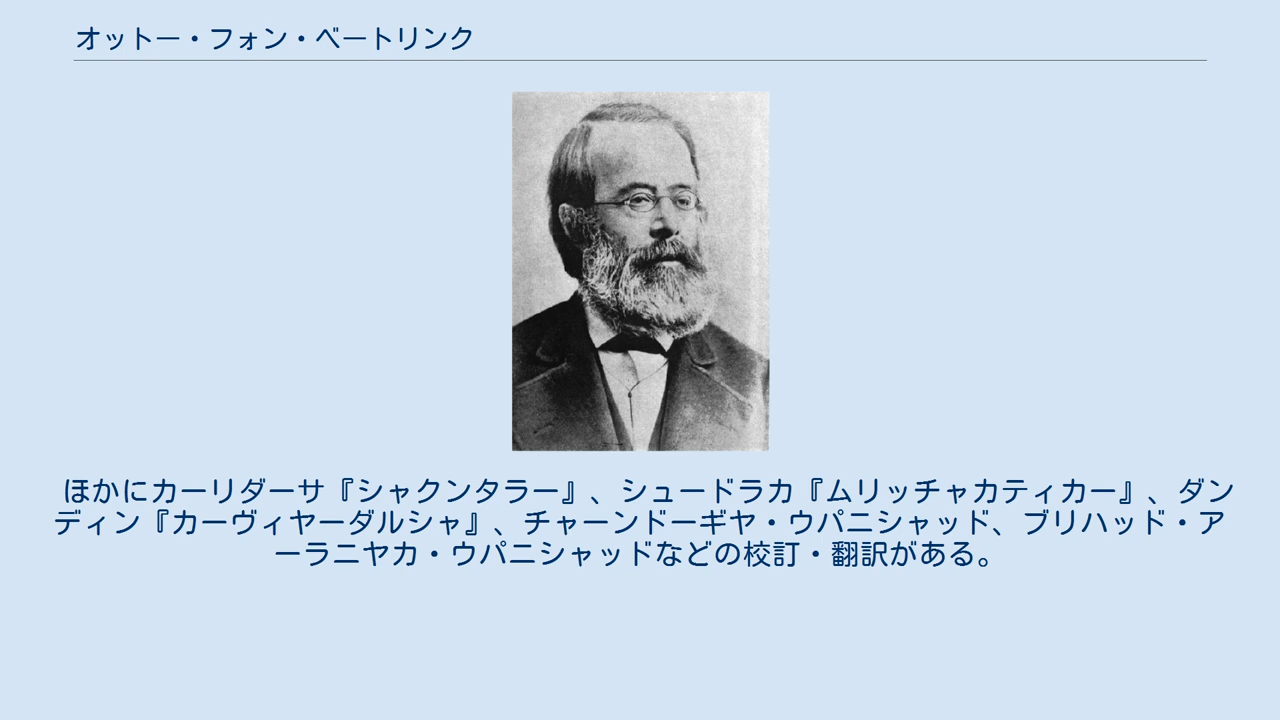 オットー・フォン・ベートリンク
ほかにカーリダーサ『シャクンタラー』、シュードラカ『ムリッチャカティカー』、ダン
ディン『カーヴィヤーダルシャ』、チャーンドーギヤ・ウパニシャッド、ブリハッド・ア
ーラニヤカ・ウパニシャッドなどの校訂・翻訳がある。